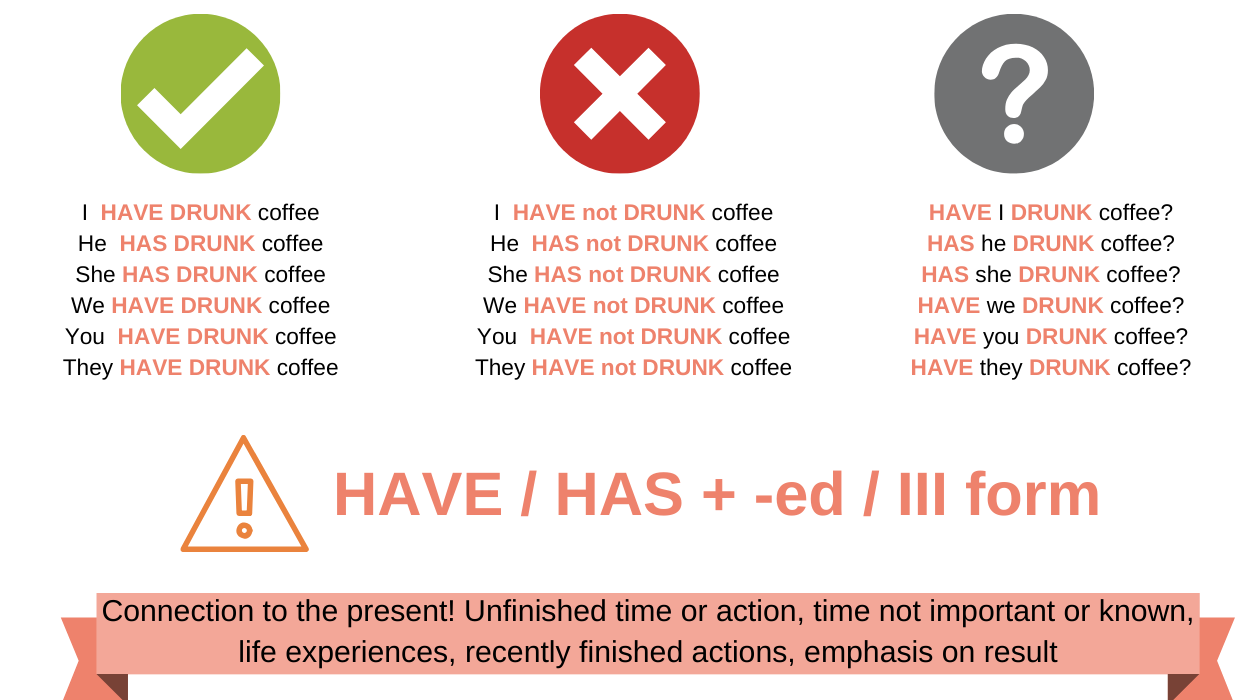 I HAVE DRUNK coffee
He HAS DRUNK coffee
She HAS DRUNK coffee
We HAVE DRUNK coffee
You HAVE DRUNK coffee
They HAVE DRUNK coffee
I HAVE not DRUNK coffee
He HAS not DRUNK coffee
She HAS not DRUNK coffee
We HAVE not DRUNK coffee
You HAVE not DRUNK coffee
They HAVE not DRUNK coffee
HAVE I DRUNK coffee?
HAS he DRUNK coffee?
HAS she DRUNK coffee?
HAVE we DRUNK coffee?
HAVE you DRUNK coffee?
HAVE they DRUNK coffee?
HAVE / HAS + -ed / III form
Connection to the present! Unfinished time or action, time not important or known,
life experiences, recently finished actions, emphasis on result